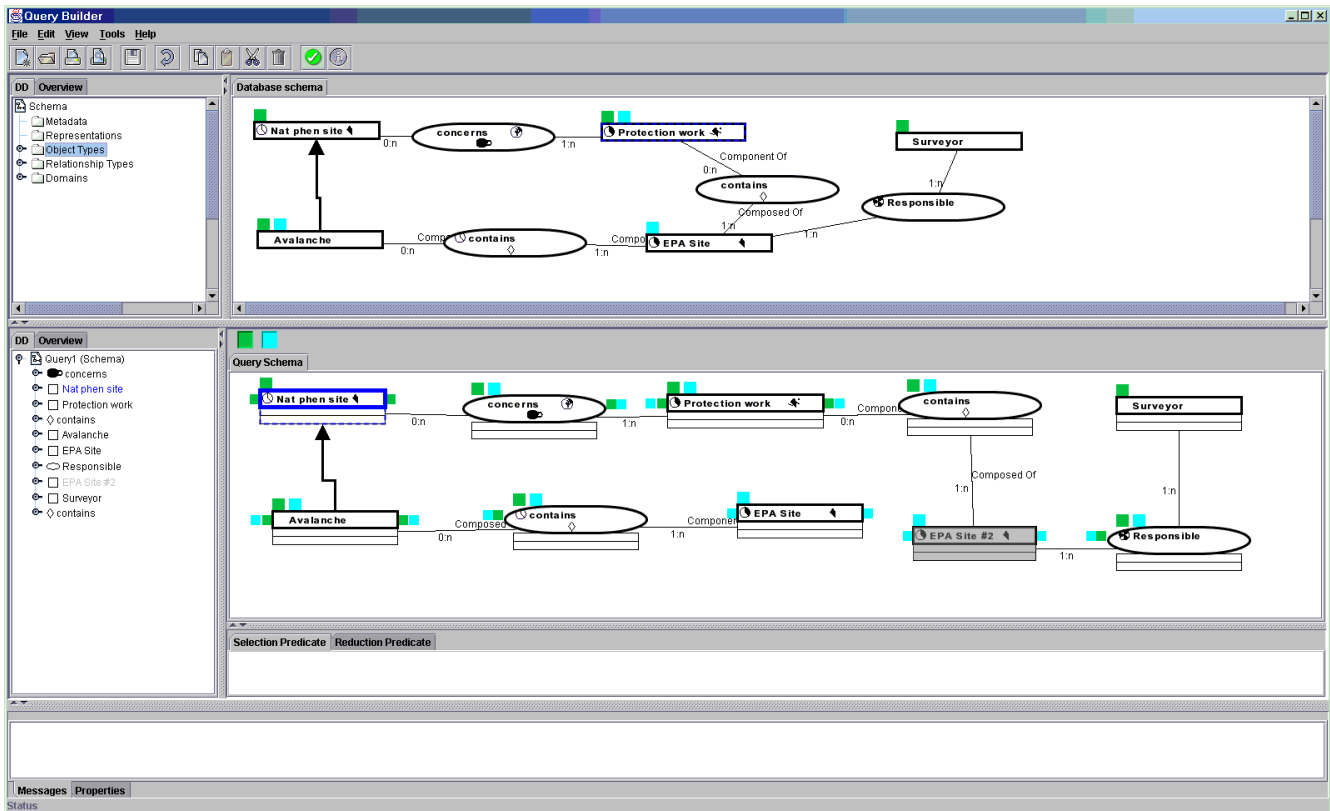 Query Builder
File Edit View Tools Help
DD Overview
Schema
Metadata
Representations
Object Types
Relationship Types
Domains
Database schema
Nat phen site
0:n
concerns
1:n
Protection work
Component Of
0:n
contains
Composed Of
1:n
Surveyor
1:n
Responsible
1:n
Avalanche
Compo
0:n
contains
Compo
1:n
EPA Site
DD Overview
Query1 (Schema)
concerns
Nat phen site
Protection work
contains
Avalanche
EPA Site
Responsible
EPA Site #2
Surveyor
contains
Query Schema
Nat phen site
0:n
concerns
1:n
Protection work
Compone
0:n
contains
Composed Of
1:n
Surveyor
1:n
Avalanche
Composed
0:n
contains
Componen
1:n
EPA Site
EPA Site #2
1:n
Responsible
Selection Predicate Reduction Predicate
Messages Properties
Status